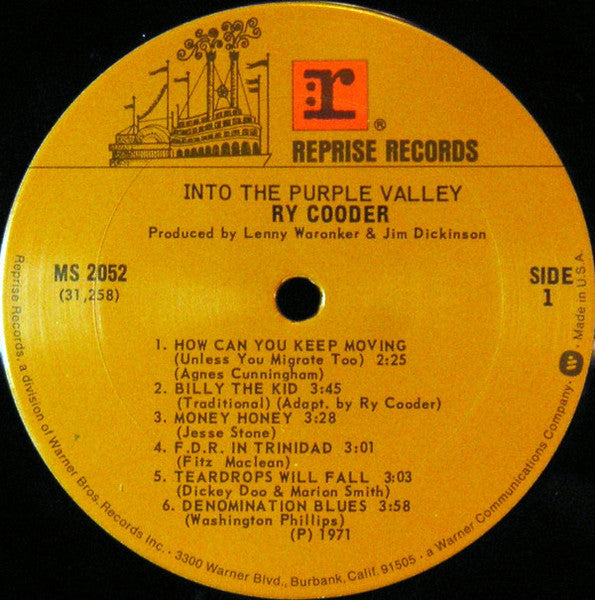 :r
®
REPRISE RECORDS
INTO THE PURPLE VALLEY
RY COODER
Produced by Lenny Waronker & Jim Dickinson
MS 2052
(31,258)
SIDE
1
1. HOW CAN YOU KEEP MOVING
(Unless You Migrate Too) 2:25
(Agnes Cunningham)
2. BILLY THE KID 3:45
(Traditional) (Adapt. by Ry Cooder)
3. MONEY HONEY 3:28
(Jesse Stone)
4. F.D.R. IN TRINIDAD 3:01
(Fitz Maclean)
5. TEARDROPS WILL FALL 3:03
(Dickey Doo & Marion Smith)
6. DENOMINATION BLUES 3:58
(Washington Phillips)
(P) 1971
Reprise Records, a division of Warner Bros. Records Inc. • 3300 Warner Blvd., Burbank, Calif. 91505 • a Warner Communications Company • W • Made in U.S.A.